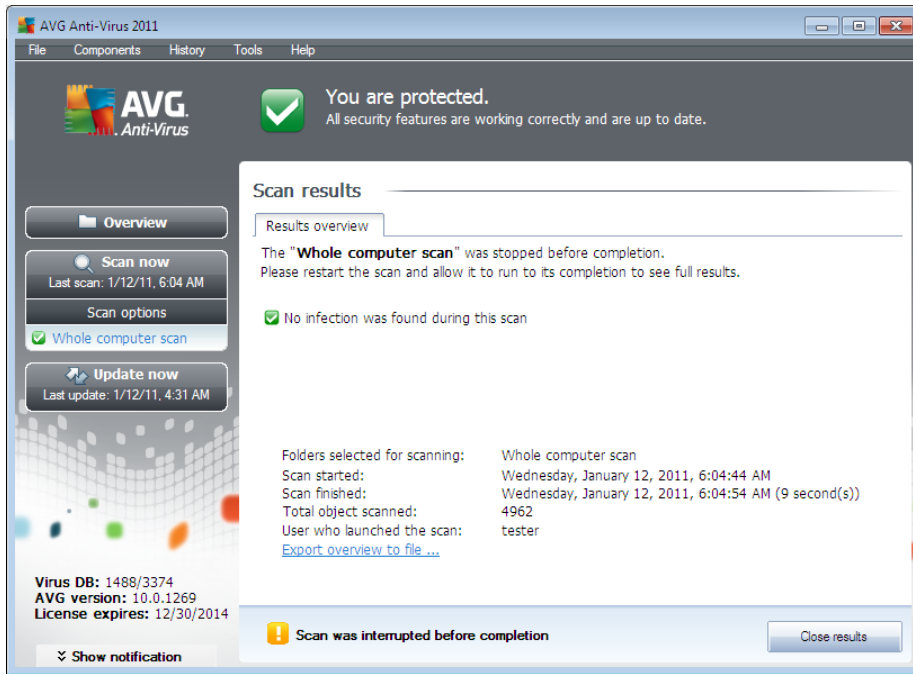 AVG Anti-Virus 2011
File Components History Tools Help
AVG.
Anti-Virus
You are protected.
All security features are working correctly and are up to date.
Overview
Scan now
Last scan: 1/12/11, 6:04 AM
Scan options
Whole computer scan
Update now
Last update: 1/12/11, 4:31 AM
Virus DB: 1488/3374
AVG version: 10.0.1269
License expires: 12/30/2014
Show notification
Scan results
Results overview
The "Whole computer scan" was stopped before completion.
Please restart the scan and allow it to run to its completion to see full results.
No infection was found during this scan
Folders selected for scanning: Whole computer scan
Scan started: Wednesday, January 12, 2011, 6:04:44 AM
Scan finished: Wednesday, January 12, 2011, 6:04:54 AM (9 second(s))
Total object scanned: 4962
User who launched the scan: tester
Export overview to file ...
Scan was interrupted before completion
Close results